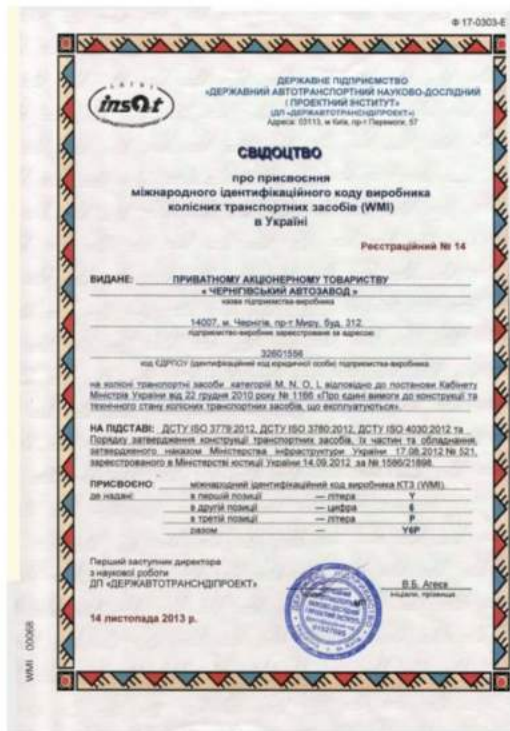 Ф 17-0303-Е
insat
ДЕРЖАВНЕ ПІДПРИЄМСТВО
«ДЕРЖАВНИЙ АВТОТРАНСПОРТНИЙ НАУКОВО-ДОСЛІДНИЙ
І ПРОЕКТНИЙ ІНСТИТУТ»
(ДП «ДЕРЖАВТОТРАНСНДІПРОЕКТ»)
Адреса: 03113, м Київ, пр-т Перемоги, 57
СВІДОЦТВО
про присвоєння
міжнародного ідентифікаційного коду виробника
колісних транспортних засобів (WMI)
в Україні
Реєстраційний № 14
ВИДАНЕ: ПРИВАТНОМУ АКЦІОНЕРНОМУ ТОВАРИСТВУ
« ЧЕРНІГІВСЬКИЙ АВТОЗАВОД »
назва підприємства-виробника
14007, м. Чернігів, пр-т Миру, буд. 312
підприємство-виробник зареєстроване за адресою
32601556
код ЄДРПОУ (ідентифікаційний код юридичної особи) підприємства-виробника
на колісні транспортні засоби категорій M, N, O, L відповідно до постанови Кабінету
Міністрів України від 22 грудня 2010 року № 1166 «Про єдині вимоги до конструкції та
технічного стану колісних транспортних засобів, що експлуатуються».
НА ПІДСТАВІ: ДСТУ ISO 3779:2012, ДСТУ ISO 3780:2012, ДСТУ ISO 4030:2012 та
Порядку затвердження конструкції транспортних засобів, їх частин та обладнання,
затвердженого наказом Міністерства інфраструктури України 17.08.2012 № 521,
зареєстрованого в Міністерстві юстиції України 14.09.2012 за № 1586/21898.
ПРИСВОЄНО: міжнародний ідентифікаційний код виробника КТЗ (WMI)
де надані: в першій позиції — літера Y
в другій позиції — цифра 6
в третій позиції — літера P
разом — Y6P
Перший заступник директора
з наукової роботи
ДП «ДЕРЖАВТОТРАНСНДІПРОЕКТ»
В.Б. Агеєв
ініціали, прізвище
14 листопада 2013 р.
WMI 00068